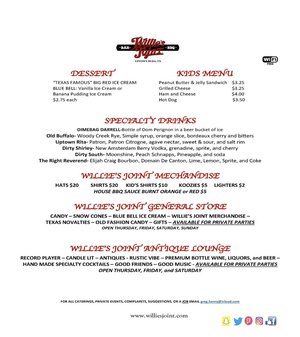 Willie's
BAR Joint BBQ
WiFi
DESSERT
"TEXAS FAMOUS" BIG RED ICE CREAM
BLUE BELL: Vanilla Ice Cream or
Banana Pudding Ice Cream
$2.75 each
KIDS MENU
Peanut Butter & Jelly Sandwich $3.25
Grilled Cheese $3.25
Ham and Cheese $4.00
Hot Dog $3.50
SPECIALTY DRINKS
DIMEBAG DARRELL-Bottle of Dom Perignon in a beer bucket of ice
Old Buffalo- Woody Creek Rye, Simple syrup, orange slice, bordeaux cherry and bitters
Uptown Rita- Patron, Patron Citrogne, agave nectar, sweet & sour, and salt rim
Dirty Shirley- New Amsterdam Berry Vodka, grenadine, sprite, and cherry
Dirty South- Moonshine, Peach Schnapps, Pineapple, and soda
The Right Reverend- Elijah Craig Bourbon, Domain De Canton, Lime, Lemon, Sprite, and Coke
WILLIE'S JOINT MECHANDISE
HATS $20 SHIRTS $20 KID'S SHIRTS $10 KOOZIES $5 LIGHTERS $2
HOUSE BBQ SAUCE BURNT ORANGE or RED $5
WILLIE'S JOINT GENERAL STORE
CANDY – SNOW CONES – BLUE BELL ICE CREAM – WILLIE'S JOINT MERCHANDISE –
TEXAS NOVALTIES – OLD FASHION CANDY – GIFTS – AVAILABLE FOR PRIVATE PARTIES
OPEN THURSDAY, FRIDAY, SATURDAY, SUNDAY
WILLIE'S JOINT ANTIQUE LOUNGE
RECORD PLAYER – CANDLE LIT – ANTIQUES - RUSTIC VIBE – PREMIUM BOTTLE WINE, LIQUORS, and BEER –
HAND MADE SPECIALTY COCKTAILS – GOOD FRIENDS – GOOD MUSIC - AVAILABLE FOR PRIVATE PARTIES
OPEN THURSDAY, FRIDAY, and SATURDAY
FOR ALL CATERINGS, PRIVATE EVENTS, COMPLAINTS, SUGGESTIONS, OR A JOB EMAIL
www.williesjoint.com